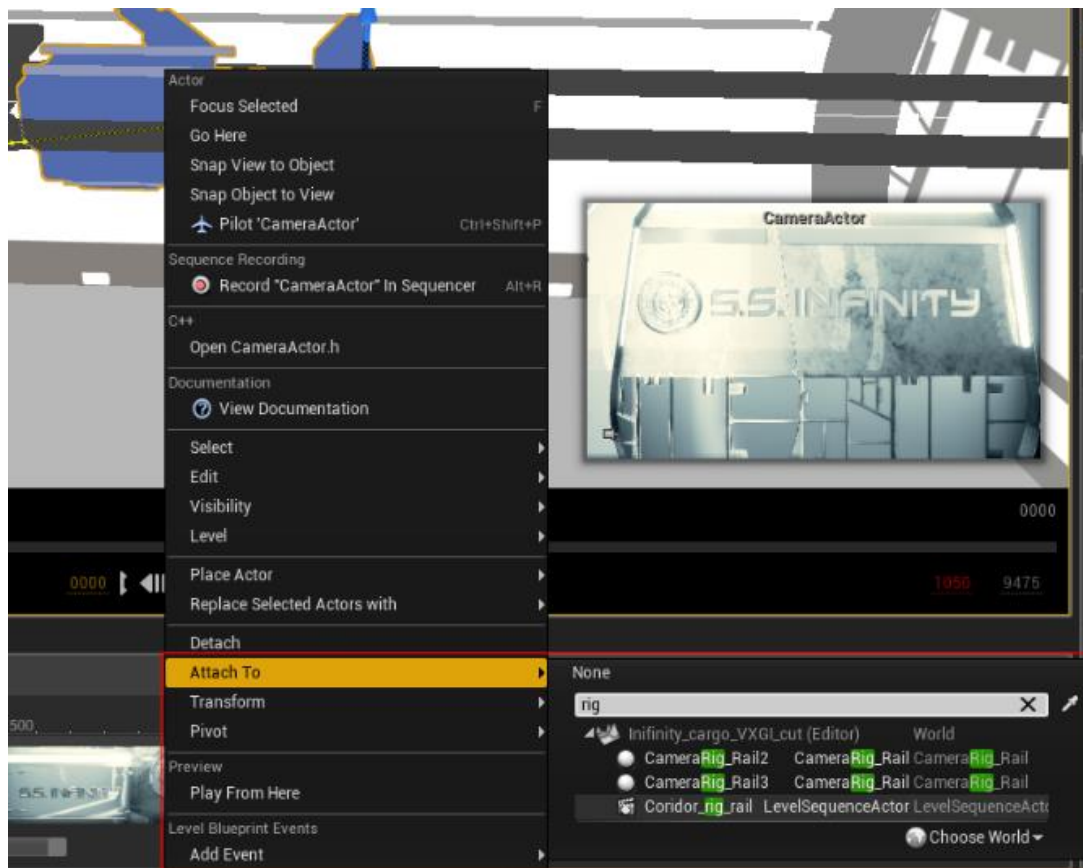 Actor
Focus Selected F
Go Here
Snap View to Object
Snap Object to View
Pilot 'CameraActor' Ctrl+Shift+P
CameraActor
Sequence Recording
Record "CameraActor" In Sequencer Alt+R
S.S. INFINITY
C++
Open CameraActor.h
Documentation
View Documentation
Select
Edit
Visibility
0000
Level
Place Actor
0000 1050 9475
Replace Selected Actors with
Detach
Attach To None
Transform rig
Pivot
500 Inifinity_cargo_VXGI_cut (Editor) World
CameraRig_Rail2 CameraRig_Rail CameraRig_Rail
Preview
CameraRig_Rail3 CameraRig_Rail CameraRig_Rail
Play From Here
S.S. INFINITY
Coridor_rig_rail LevelSequenceActor LevelSequenceActo
Level Blueprint Events
Choose World
Add Event